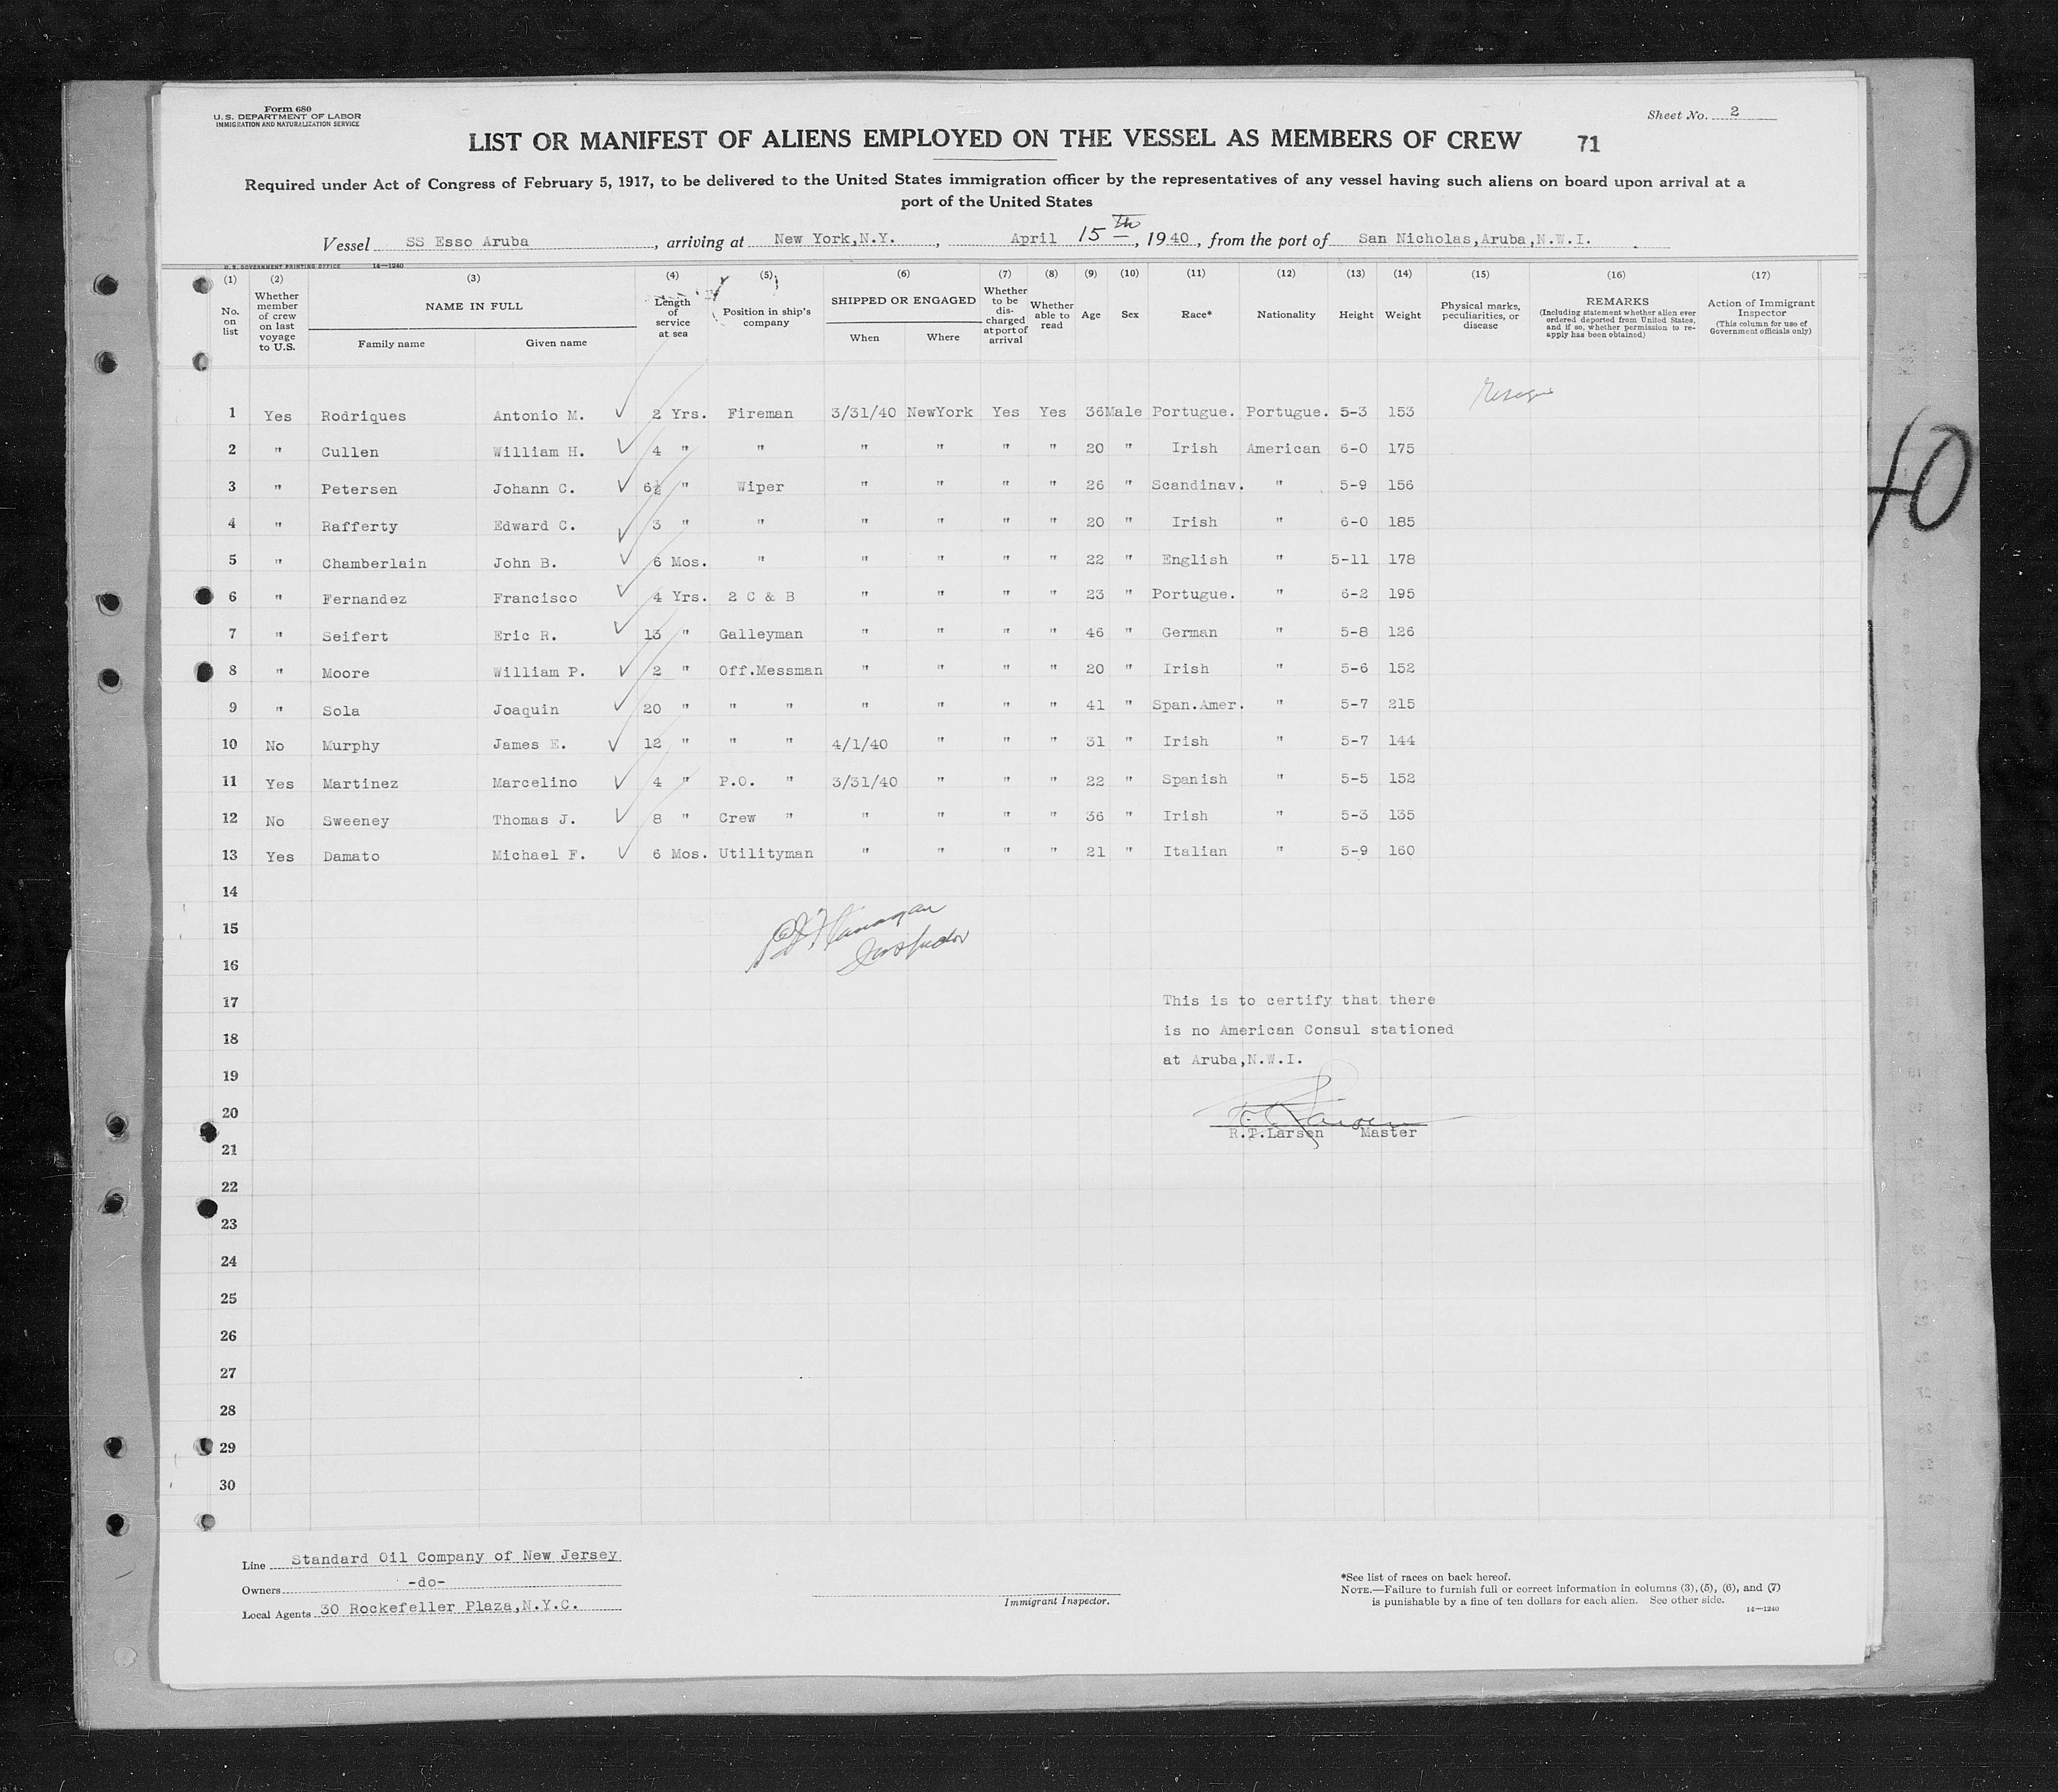 Form 680
U. S. DEPARTMENT OF LABOR
IMMIGRATION AND NATURALIZATION SERVICE
Sheet No. 2
LIST OR MANIFEST OF ALIENS EMPLOYED ON THE VESSEL AS MEMBERS OF CREW 71
Required under Act of Congress of February 5, 1917, to be delivered to the United States immigration officer by the representatives of any vessel having such aliens on board upon arrival at a
port of the United States
Vessel SS Esso Aruba, arriving at New York,N.Y., April 15th, 1940, from the port of San Nicholas,Aruba,N.W.I.
U. S. GOVERNMENT PRINTING OFFICE 14—1240
(1) No. on list
(2) Whether member of crew on last voyage to U.S.
(3) NAME IN FULL
Family name Given name
(4) Length of service at sea
(5) Position in ship's company
(6) SHIPPED OR ENGAGED
When Where
(7) Whether to be discharged at port of arrival
(8) Whether able to read
(9) Age
(10) Sex
(11) Race*
(12) Nationality
(13) Height
(14) Weight
(15) Physical marks, peculiarities, or disease
(16) REMARKS (Including statement whether alien ever ordered deported from United States, and if so, whether permission to reapply has been obtained)
(17) Action of Immigrant Inspector (This column for use of Government officials only)
1 Yes Rodriques Antonio M. ✓ 2 Yrs. Fireman 3/31/40 NewYork Yes Yes 36 Male Portugue. Portugue. 5-3 153
2 " Cullen William H. ✓ 4 " " " " " " 20 " Irish American 6-0 175
3 " Petersen Johann C. ✓ 6½ " Wiper " " " " 26 " Scandinav. " 5-9 156
4 " Rafferty Edward C. ✓ 3 " " " " " " 20 " Irish " 6-0 185
5 " Chamberlain John B. ✓ 6 Mos. " " " " " 22 " English " 5-11 178
6 " Fernandez Francisco ✓ 4 Yrs. 2 C & B " " " " 23 " Portugue. " 6-2 195
7 " Seifert Eric R. ✓ 13 " Galleyman " " " " 46 " German " 5-8 126
8 " Moore William P. ✓ 2 " Off.Messman " " " " 20 " Irish " 5-6 152
9 " Sola Joaquin ✓ 20 " " " " " " " 41 " Span.Amer. " 5-7 215
10 No Murphy James E. ✓ 12 " " " 4/1/40 " " " 31 " Irish " 5-7 144
11 Yes Martinez Marcelino ✓ 4 " P.O. " 3/31/40 " " " 22 " Spanish " 5-5 152
12 No Sweeney Thomas J. ✓ 8 " Crew " " " " " 36 " Irish " 5-3 135
13 Yes Damato Michael F. ✓ 6 Mos. Utilityman " " " " 21 " Italian " 5-9 160
14
15
Inspector
16
17 This is to certify that there
18 is no American Consul stationed
at Aruba,N.W.I.
19
20
R.T.Larsen Master
21
22
23
24
25
26
27
28
29
30
40
Line Standard Oil Company of New Jersey
Owners -do-
Local Agents 30 Rockefeller Plaza,N.Y.C.
Immigrant Inspector.
*See list of races on back hereof.
NOTE.—Failure to furnish full or correct information in columns (3), (5), (6), and (7)
is punishable by a fine of ten dollars for each alien. See other side.
14—1240